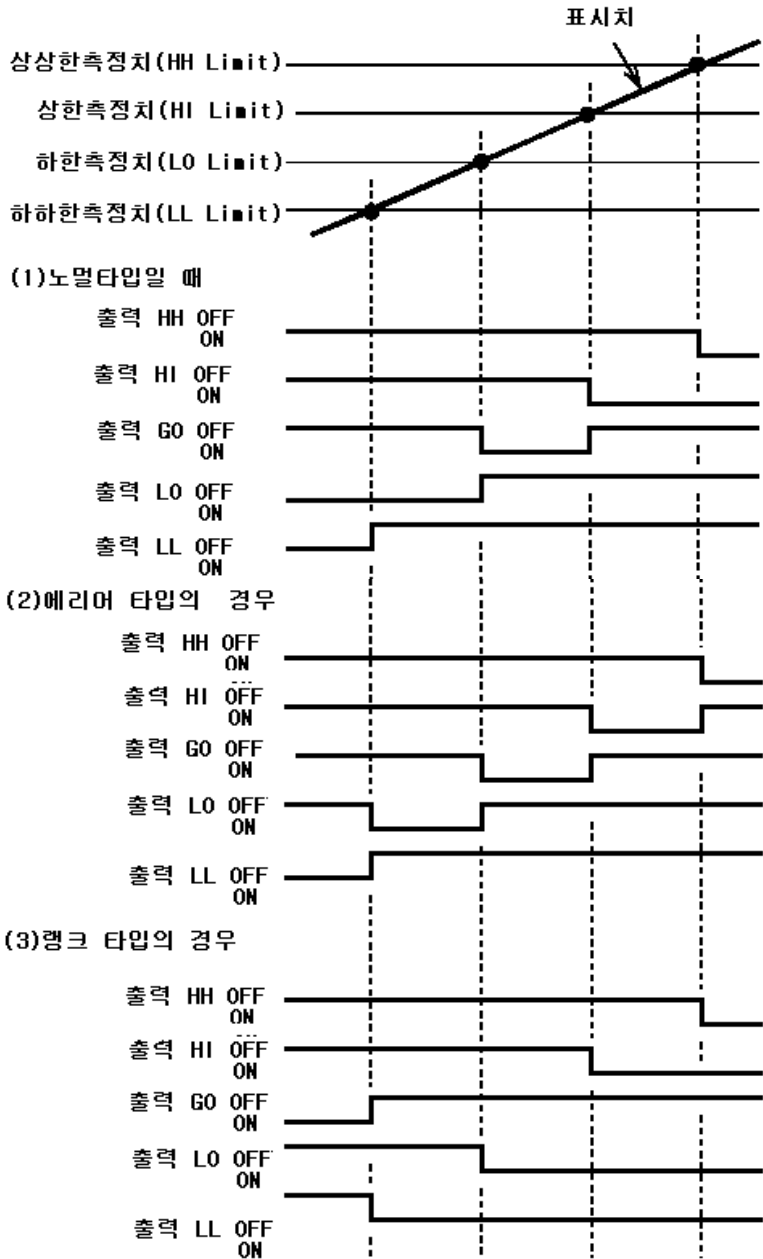 표시치
상상한측정치(HH Limit)
상한측정치(HI Limit)
하한측정치(LO Limit)
하하한측정치(LL Limit)
(1)노멀타입일 때
출력 HH OFF
ON
출력 HI OFF
ON
출력 GO OFF
ON
출력 LO OFF
ON
출력 LL OFF
ON
(2)에리어 타입의 경우
출력 HH OFF
ON
출력 HI OFF
ON
출력 GO OFF
ON
출력 LO OFF
ON
출력 LL OFF
ON
(3)랭크 타입의 경우
출력 HH OFF
ON
출력 HI OFF
ON
출력 GO OFF
ON
출력 LO OFF
ON
출력 LL OFF
ON